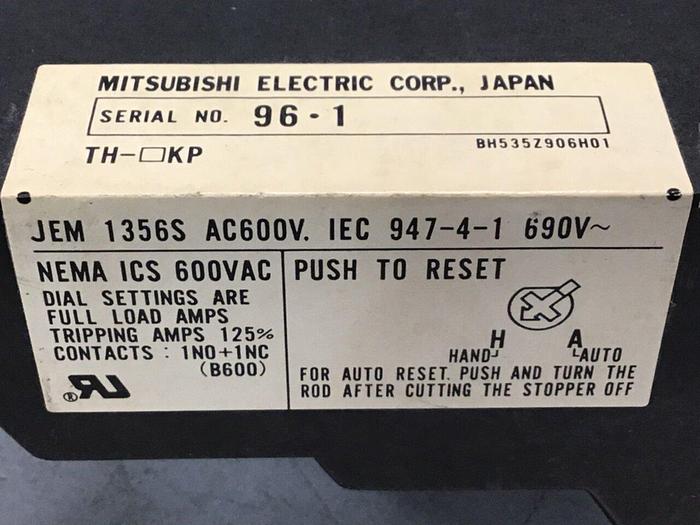 MITSUBISHI ELECTRIC CORP., JAPAN
SERIAL NO. 96·1
TH-□KP
BH535Z906H01
JEM 1356S AC600V. IEC 947-4-1 690V~
NEMA ICS 600VAC
DIAL SETTINGS ARE
FULL LOAD AMPS
TRIPPING AMPS 125%
CONTACTS : 1NO+1NC
(B600)
RU®
PUSH TO RESET
H A
HAND AUTO
FOR AUTO RESET. PUSH AND TURN THE
ROD AFTER CUTTING THE STOPPER OFF